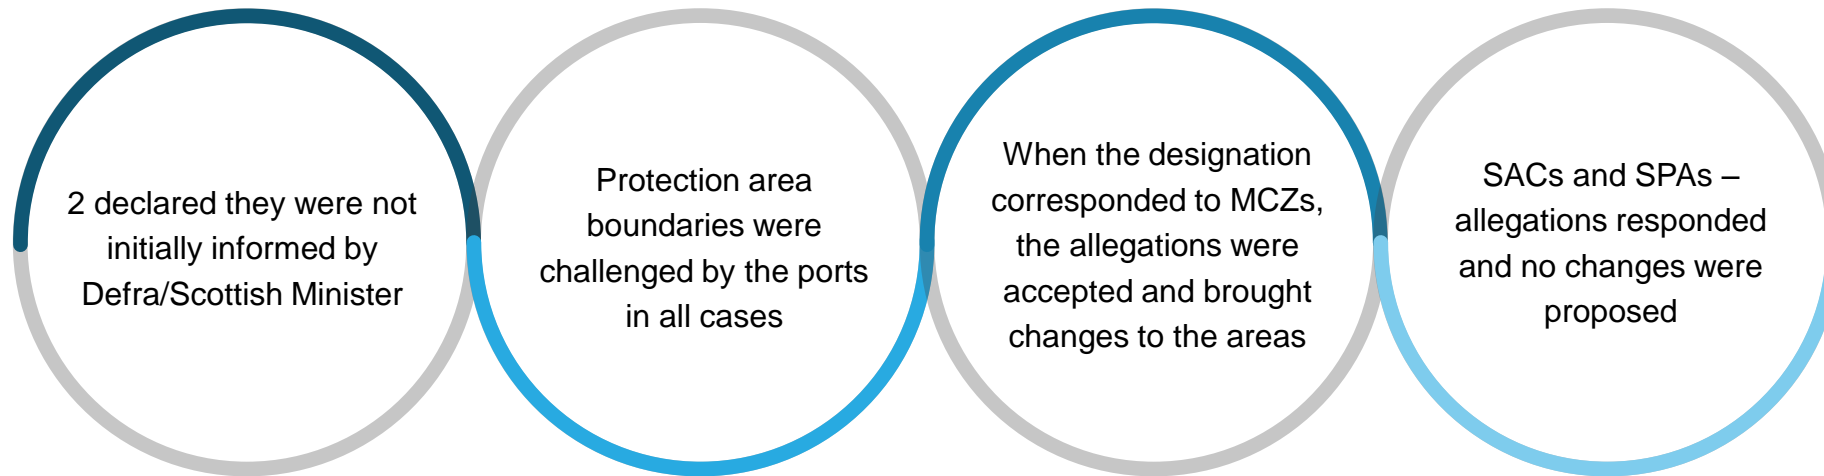 2 declared they were not
initially informed by
Defra/Scottish Minister
Protection area
boundaries were
challenged by the ports
in all cases
When the designation
corresponded to MCZs,
the allegations were
accepted and brought
changes to the areas
SACs and SPAs –
allegations responded
and no changes were
proposed